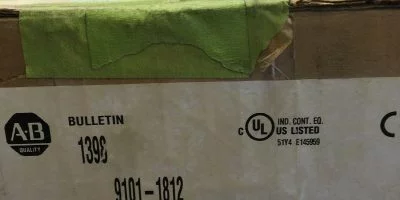 A-B
QUALITY
BULLETIN
1398
9101-1812
C UL
IND. CONT. EQ.
US LISTED
51Y4 E145959
C